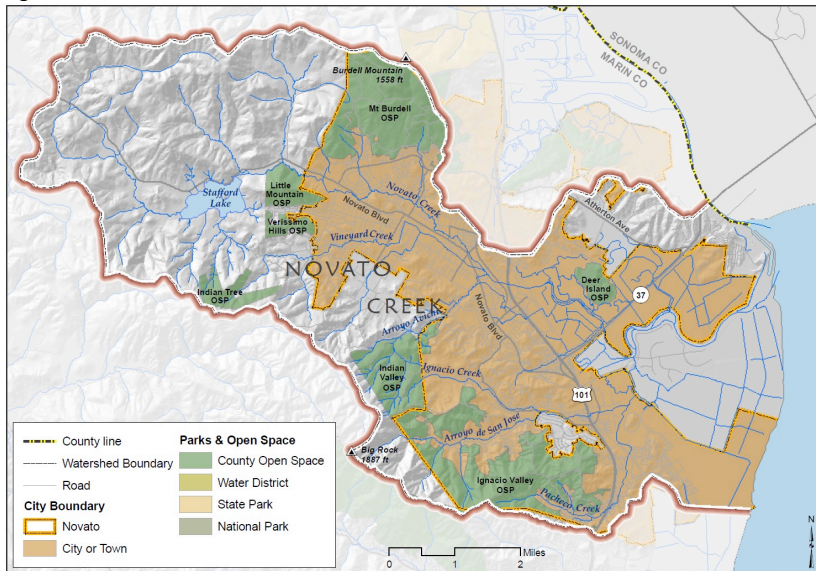 SONOMA CO
MARIN CO
Burdell Mountain
1558 ft
Mt Burdell
OSP
Stafford
Lake
Little
Mountain
OSP
Verissimo
Hills OSP
Novato Creek
Novato Blvd
Vineyard Creek
Atherton Ave
Deer
Island
OSP
37
NOVATO
CREEK
Indian Tree
OSP
Arroyo Avichi
Novato Blvd
Indian
Valley
OSP
Ignacio Creek
101
Arroyo de San José
Big Rock
1887 ft
Ignacio Valley
OSP
Pacheco Creek
County line
Watershed Boundary
Road
City Boundary
Novato
City or Town
Parks & Open Space
County Open Space
Water District
State Park
National Park
Miles
0 1 2
N